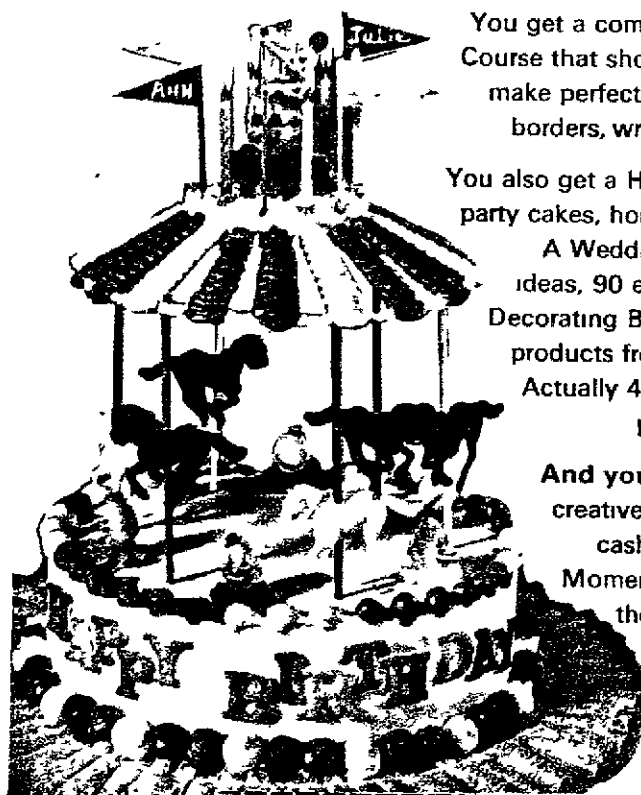 Julie
Ann
You get a com
Course that sho
make perfect
borders, wr
You also get a H
party cakes, hor
A Wedd
ideas, 90 e
Decorating B
products fr
Actually 4
And you
creative
cash
Momen
the
HAPPY BIRTHDAY